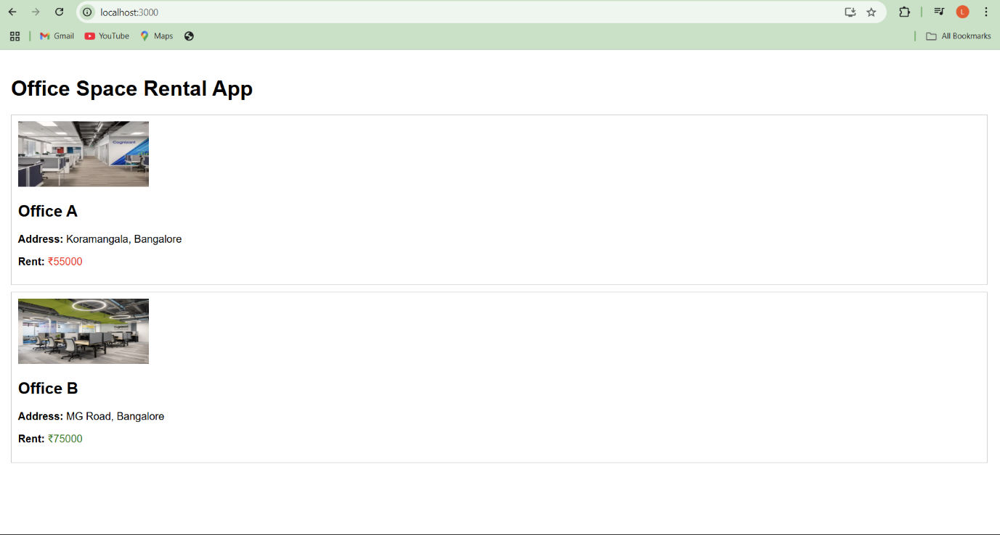 localhost:3000
Gmail YouTube Maps All Bookmarks
Office Space Rental App
Cognizant
Office A
Address: Koramangala, Bangalore
Rent: ₹55000
Cognizant
Office B
Address: MG Road, Bangalore
Rent: ₹75000
L